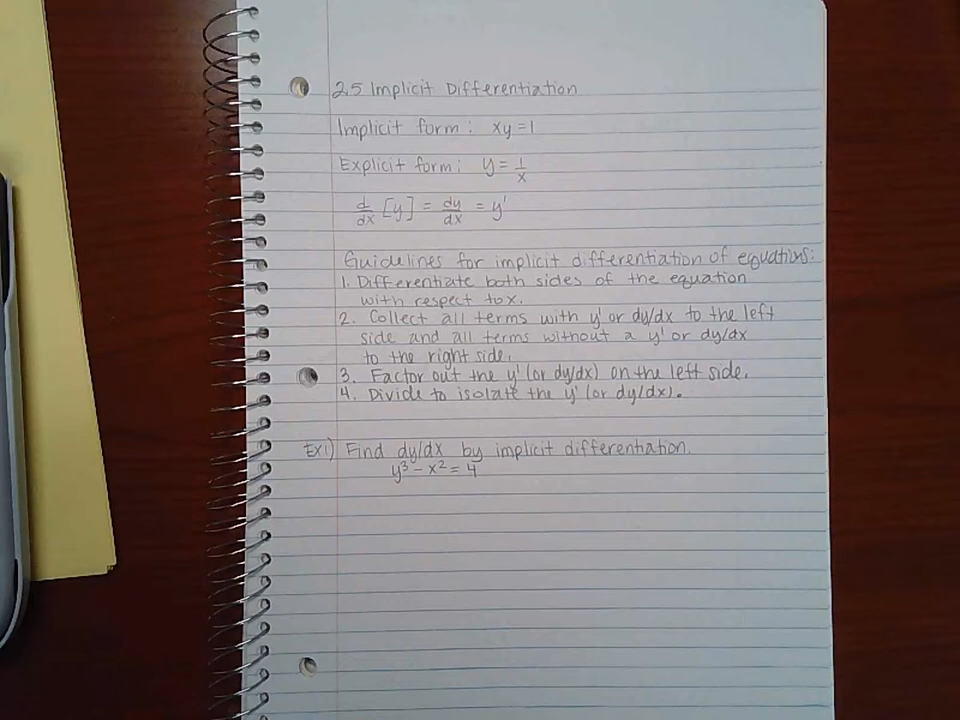 2.5 Implicit Differentiation
Implicit form: xy = 1
Explicit form: y = 1/x
d/dx [y] = dy/dx = y'
Guidelines for implicit differentiation of equations:
1. Differentiate both sides of the equation
with respect to x.
2. Collect all terms with y' or dy/dx to the left
side and all terms without a y' or dy/dx
to the right side.
3. Factor out the y' (or dy/dx) on the left side.
4. Divide to isolate the y' (or dy/dx).
Ex1) Find dy/dx by implicit differentiation.
y³ - x² = 4